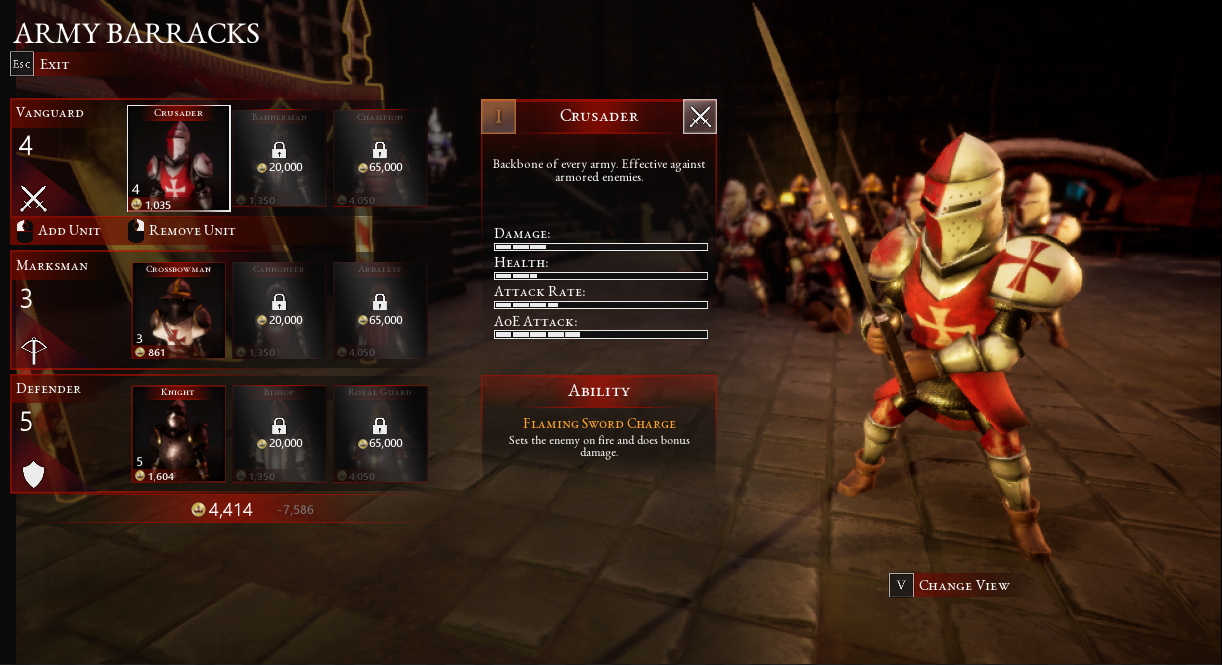 ARMY BARRACKS
Esc EXIT
VANGUARD
4
CRUSADER
4
1,035
BANNERMAN
20,000
1,350
CHAMPION
65,000
4,050
ADD UNIT REMOVE UNIT
MARKSMAN
3
CROSSBOWMAN
3
861
CANNONEER
20,000
1,350
ARBALEST
65,000
4,050
DEFENDER
5
KNIGHT
5
1,604
BISHOP
20,000
1,350
ROYAL GUARD
65,000
4,050
4,414 -7,586
I CRUSADER
Backbone of every army. Effective against
armored enemies.
DAMAGE:
HEALTH:
ATTACK RATE:
AOE ATTACK:
ABILITY
FLAMING SWORD CHARGE
Sets the enemy on fire and does bonus
damage.
V CHANGE VIEW